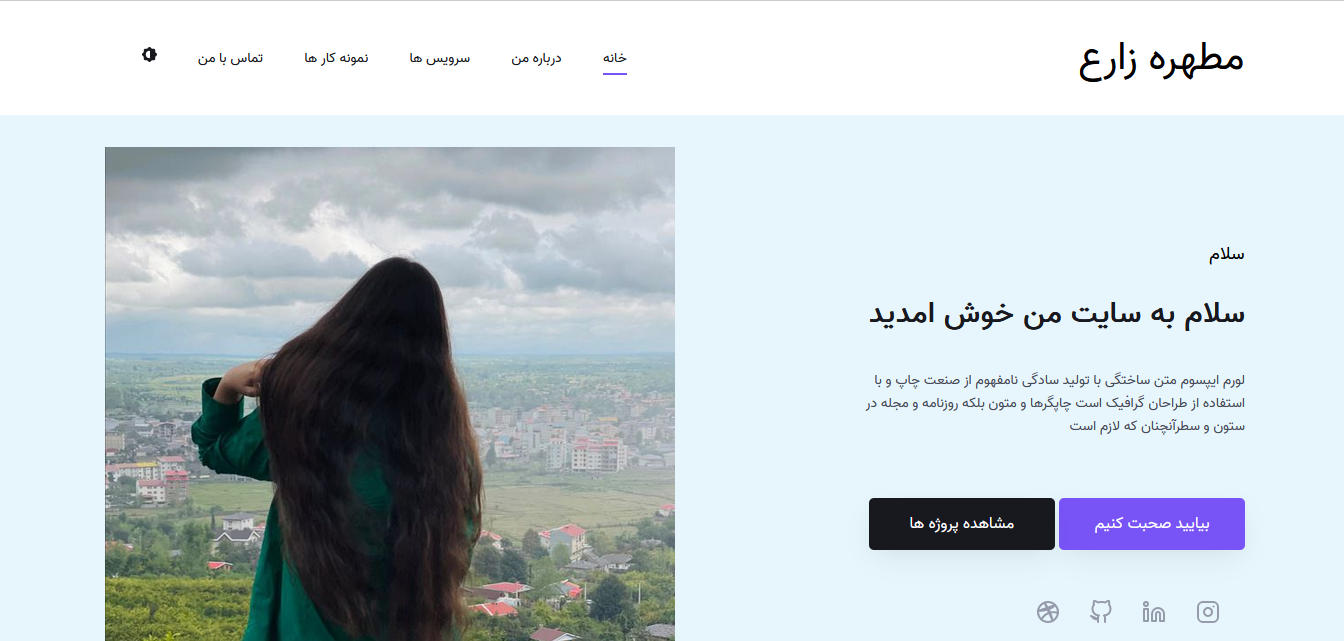 مطهره زارع
خانه
درباره من
سرویس ها
نمونه کار ها
تماس با من
سلام
سلام به سایت من خوش امدید
لورم ایپسوم متن ساختگی با تولید سادگی نامفهوم از صنعت چاپ و با
استفاده از طراحان گرافیک است چاپگرها و متون بلکه روزنامه و مجله در
ستون و سطرآنچنان که لازم است
بیایید صحبت کنیم
مشاهده پروژه ها